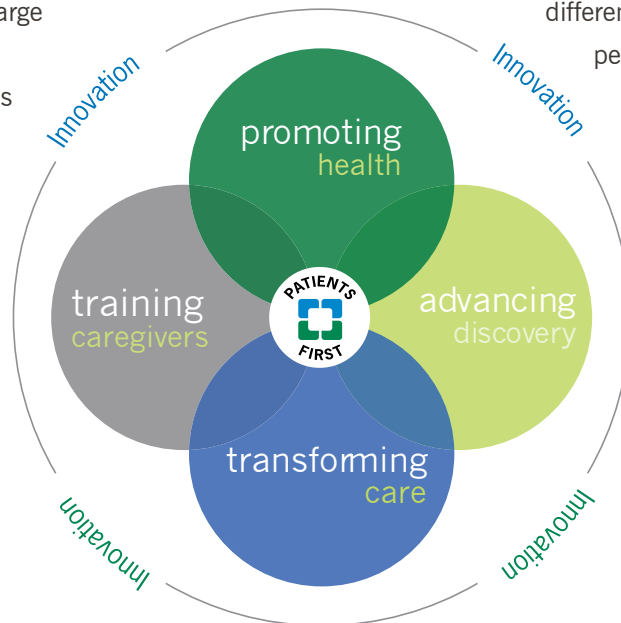 arge
differen
pe
s
Innovation
Innovation
promoting
health
training
caregivers
advancing
discovery
PATIENTS
FIRST
transforming
care
Innovation
Innovation